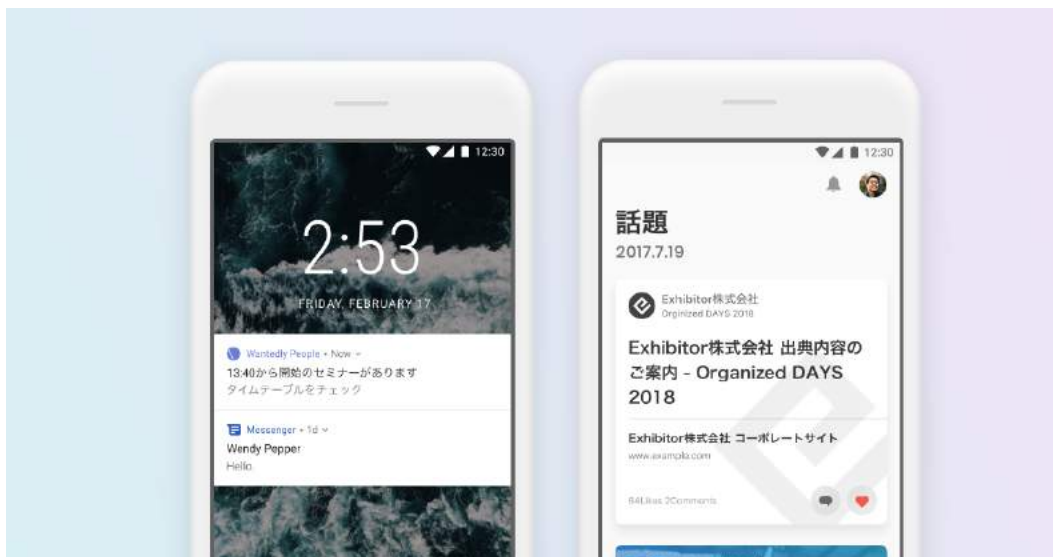 12:30
2:53
FRIDAY, FEBRUARY 17
Wantedly People • Now
13:40から開始のセミナーがあります
タイムテーブルをチェック
Messenger • 1d
Wendy Pepper
Hello
12:30
話題
2017.7.19
Exhibitor株式会社
Orginized DAYS 2018
Exhibitor株式会社 出典内容の
ご案内 - Organized DAYS
2018
Exhibitor株式会社 コーポレートサイト
www.example.com
64Likes 2Comments